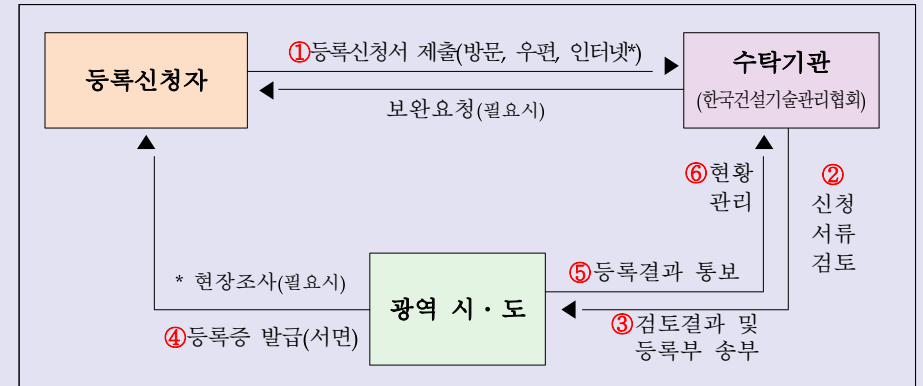 ①등록신청서 제출(방문, 우편, 인터넷*)
등록신청자
수탁기관
(한국건설기술관리협회)
보완요청(필요시)
⑥현황
관리
②
신청
서류
검토
* 현장조사(필요시)
④등록증 발급(서면)
광역 시·도
⑤등록결과 통보
③검토결과 및
등록부 송부